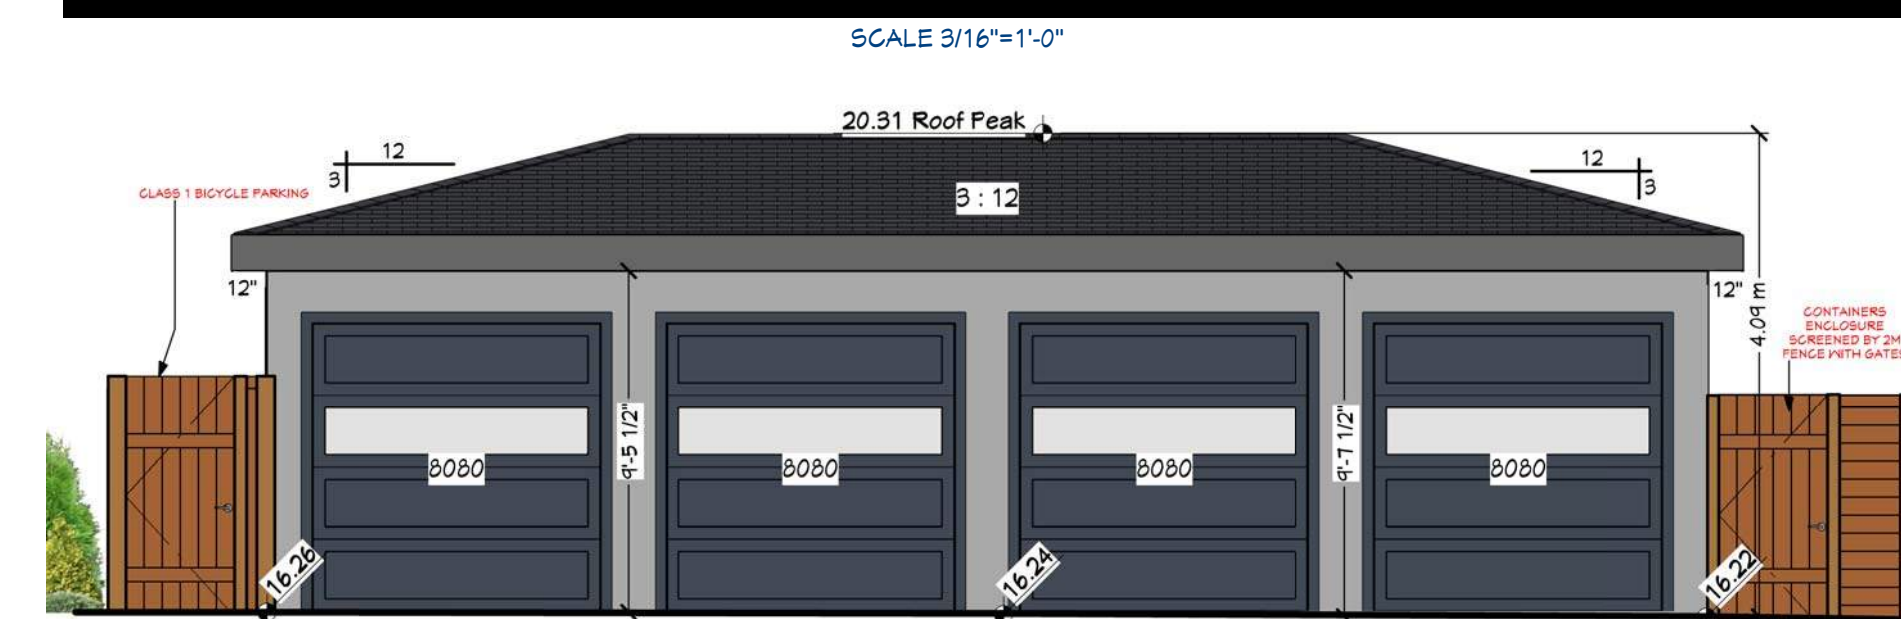 SCALE 3/16"=1'-0"
20.31 Roof Peak
12
3
12
3
CLASS 1 BICYCLE PARKING
3 : 12
12"
12"
4.09 m
CONTAINERS
ENCLOSURE
SCREENED BY 2M
FENCE WITH GATES
9'-5 1/2"
9'-7 1/2"
8080
8080
8080
8080
16.26
16.24
16.22